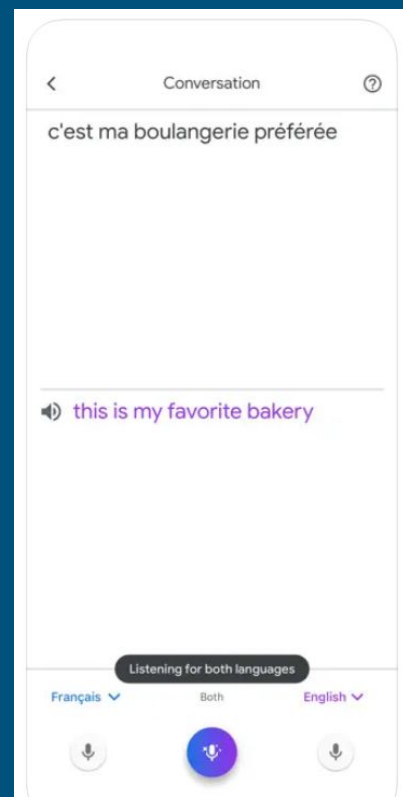 Conversation
c'est ma boulangerie préférée
this is my favorite bakery
Listening for both languages
Français Both English